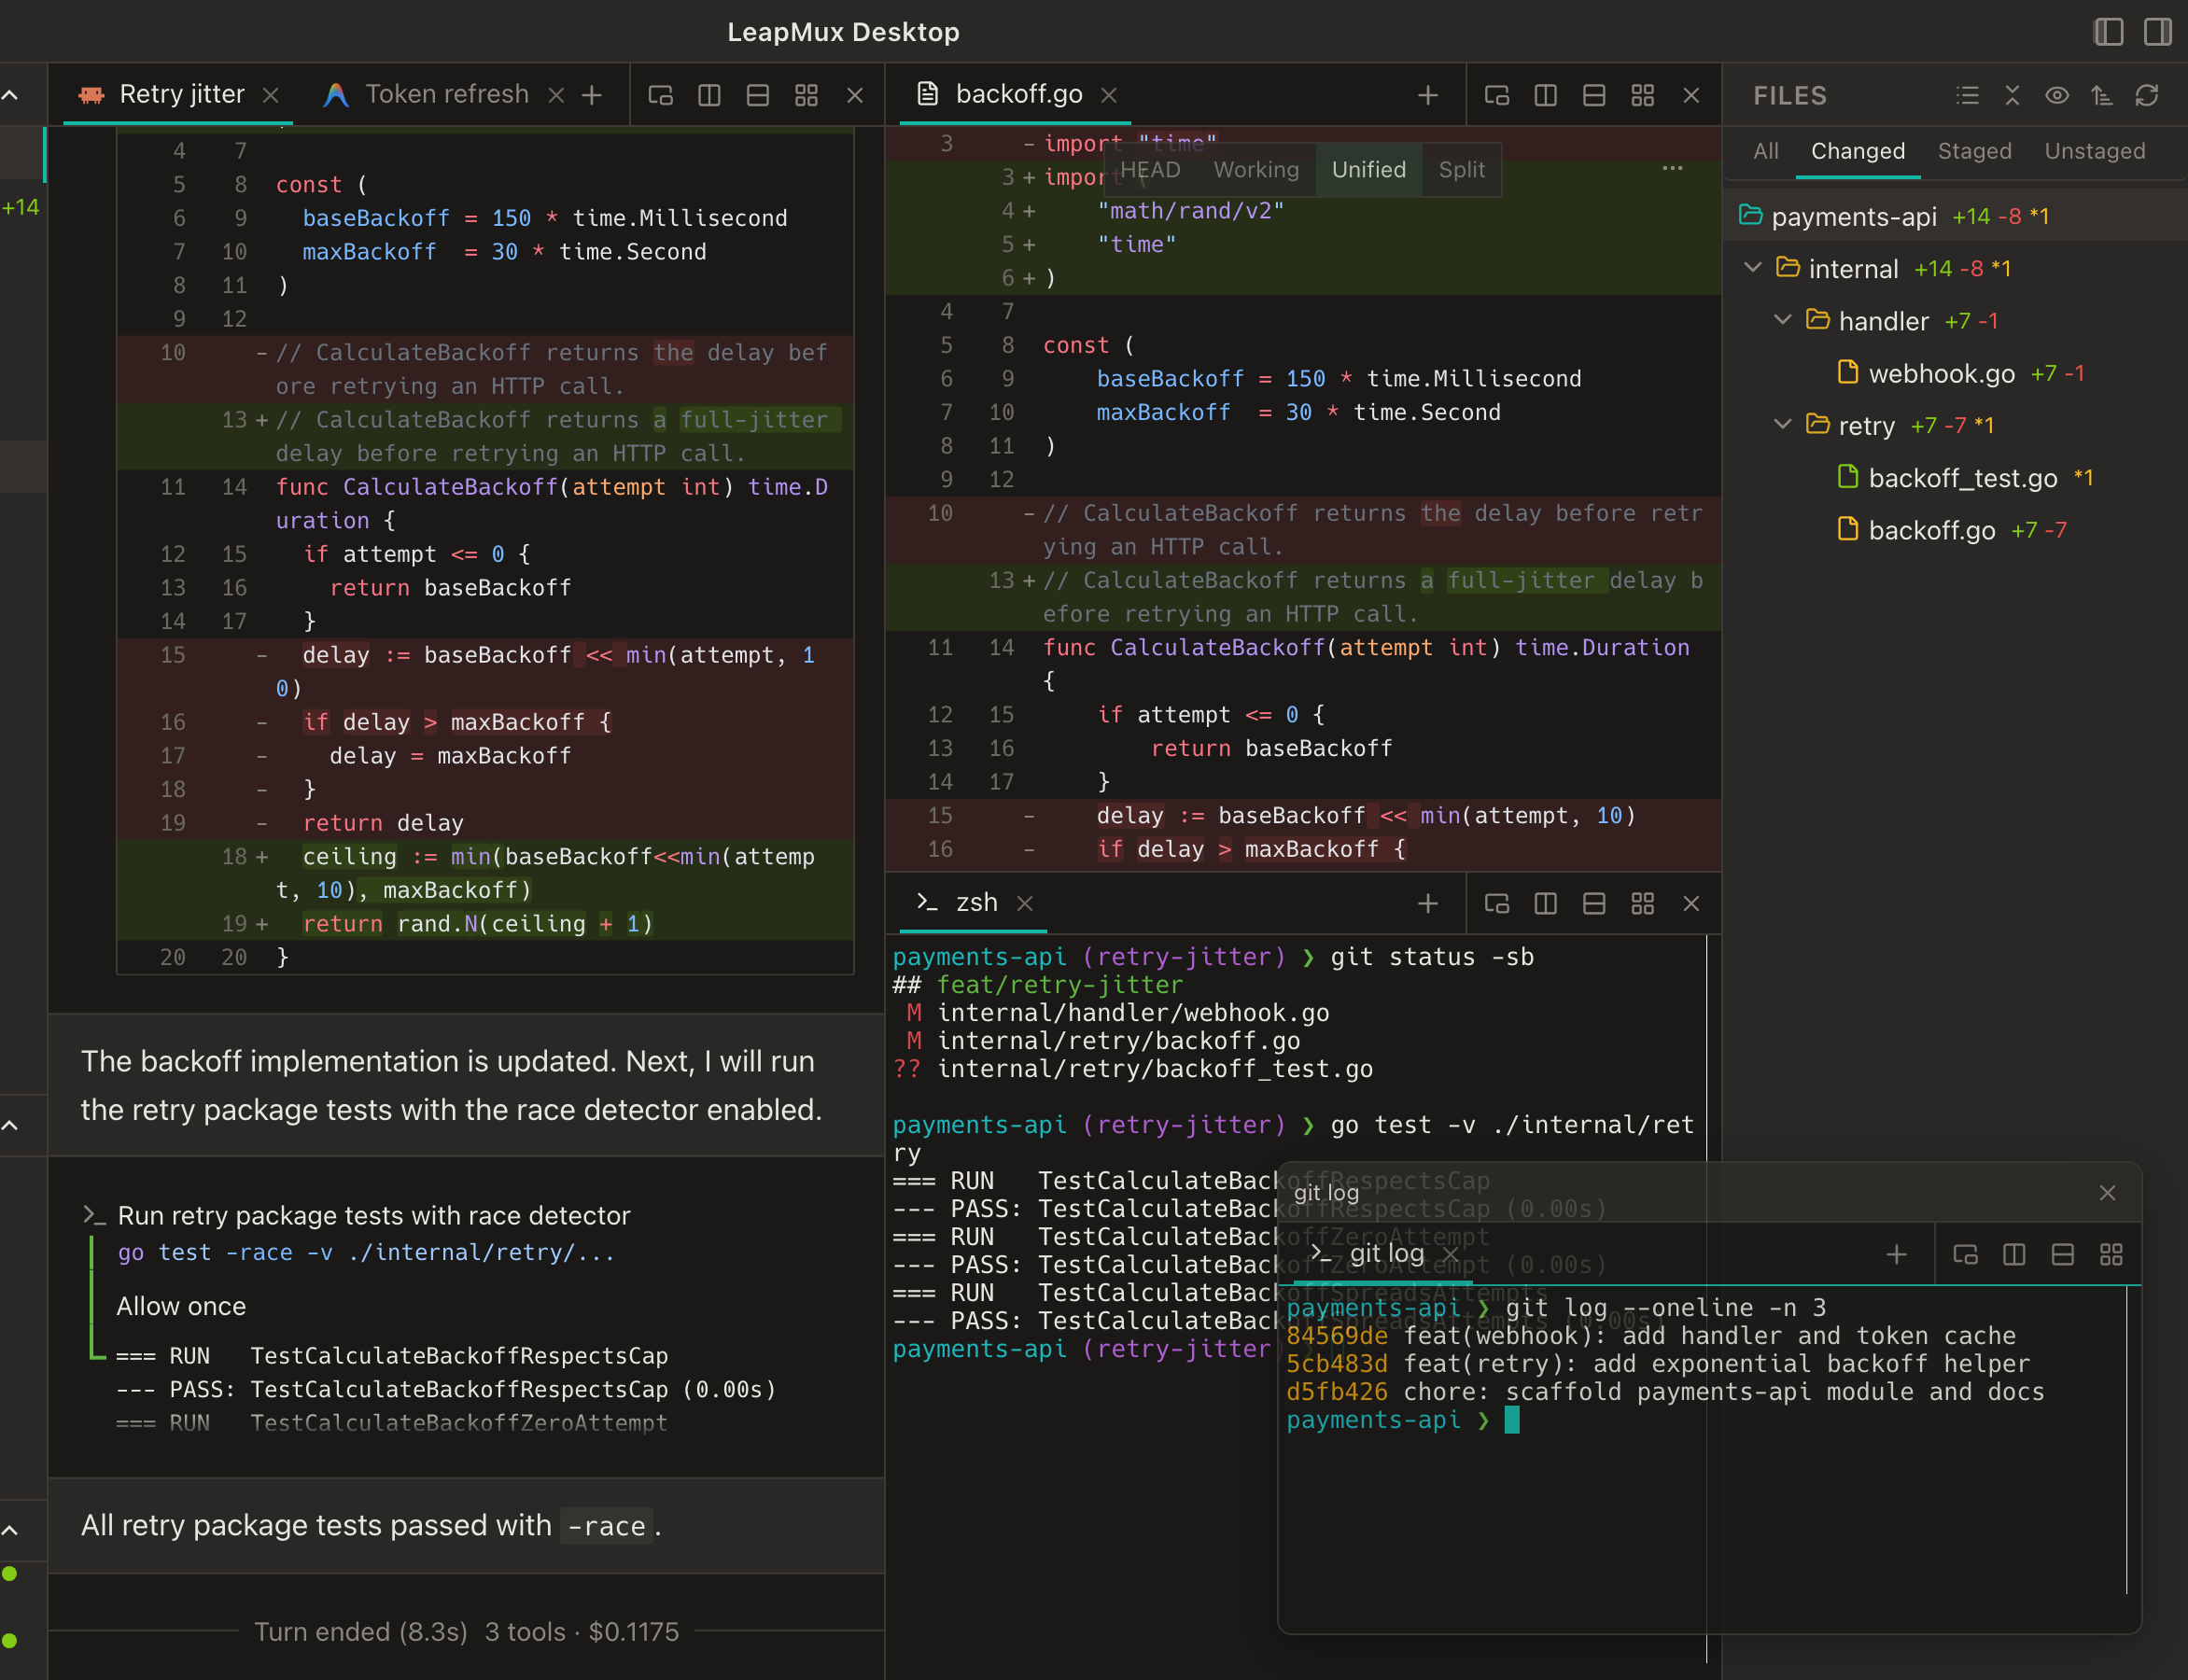 LeapMux Desktop
Retry jitter
Token refresh
+14
4 7
5 8 const (
6 9 baseBackoff = 150 * time.Millisecond
7 10 maxBackoff  = 30 * time.Second
8 11 )
9 12
10 - // CalculateBackoff returns the delay bef
ore retrying an HTTP call.
13 + // CalculateBackoff returns a full-jitter
delay before retrying an HTTP call.
11 14 func CalculateBackoff(attempt int) time.D
uration {
12 15 if attempt <= 0 {
13 16 return baseBackoff
14 17 }
15 - delay := baseBackoff << min(attempt, 1
0)
16 - if delay > maxBackoff {
17 - delay = maxBackoff
18 - }
19 - return delay
18 + ceiling := min(baseBackoff<<min(attemp
t, 10), maxBackoff)
19 + return rand.N(ceiling + 1)
20 20 }
The backoff implementation is updated. Next, I will run
the retry package tests with the race detector enabled.
Run retry package tests with race detector
go test -race -v ./internal/retry/...
Allow once
=== RUN   TestCalculateBackoffRespectsCap
--- PASS: TestCalculateBackoffRespectsCap (0.00s)
=== RUN   TestCalculateBackoffZeroAttempt
All retry package tests passed with -race.
Turn ended (8.3s)  3 tools · $0.1175
backoff.go
HEAD Working Unified Split
3 - import "time"
3 + import (
4 + "math/rand/v2"
5 + "time"
6 + )
4 7
5 8 const (
6 9 baseBackoff = 150 * time.Millisecond
7 10 maxBackoff  = 30 * time.Second
8 11 )
9 12
10 - // CalculateBackoff returns the delay before retr
ying an HTTP call.
13 + // CalculateBackoff returns a full-jitter delay b
efore retrying an HTTP call.
11 14 func CalculateBackoff(attempt int) time.Duration
{
12 15 if attempt <= 0 {
13 16 return baseBackoff
14 17 }
15 - delay := baseBackoff << min(attempt, 10)
16 - if delay > maxBackoff {
zsh
payments-api (retry-jitter) ❯ git status -sb
## feat/retry-jitter
M internal/handler/webhook.go
M internal/retry/backoff.go
?? internal/retry/backoff_test.go
payments-api (retry-jitter) ❯ go test -v ./internal/ret
ry
=== RUN   TestCalculateBackoffRespectsCap
--- PASS: TestCalculateBackoffRespectsCap (0.00s)
=== RUN   TestCalculateBackoffZeroAttempt
--- PASS: TestCalculateBackoffZeroAttempt (0.00s)
=== RUN   TestCalculateBackoffSpreadsAttempts
--- PASS: TestCalculateBackoffSpreadsAttempts (0.00s)
payments-api (retry-jitter) ❯
git log
git log
payments-api ❯ git log --oneline -n 3
84569de feat(webhook): add handler and token cache
5cb483d feat(retry): add exponential backoff helper
d5fb426 chore: scaffold payments-api module and docs
payments-api ❯
FILES
All Changed Staged Unstaged
payments-api +14 -8 *1
internal +14 -8 *1
handler +7 -1
webhook.go +7 -1
retry +7 -7 *1
backoff_test.go *1
backoff.go +7 -7